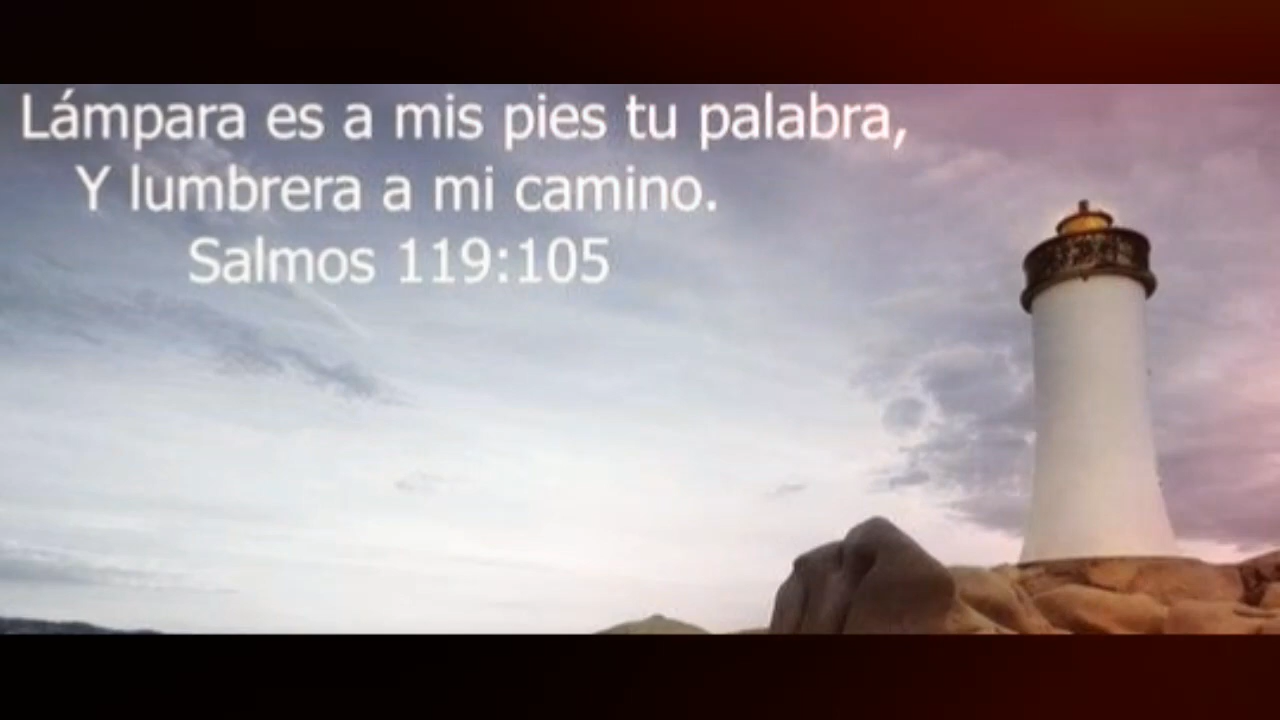 Lámpara es a mis pies tu palabra,
Y lumbrera a mi camino.
Salmos 119:105